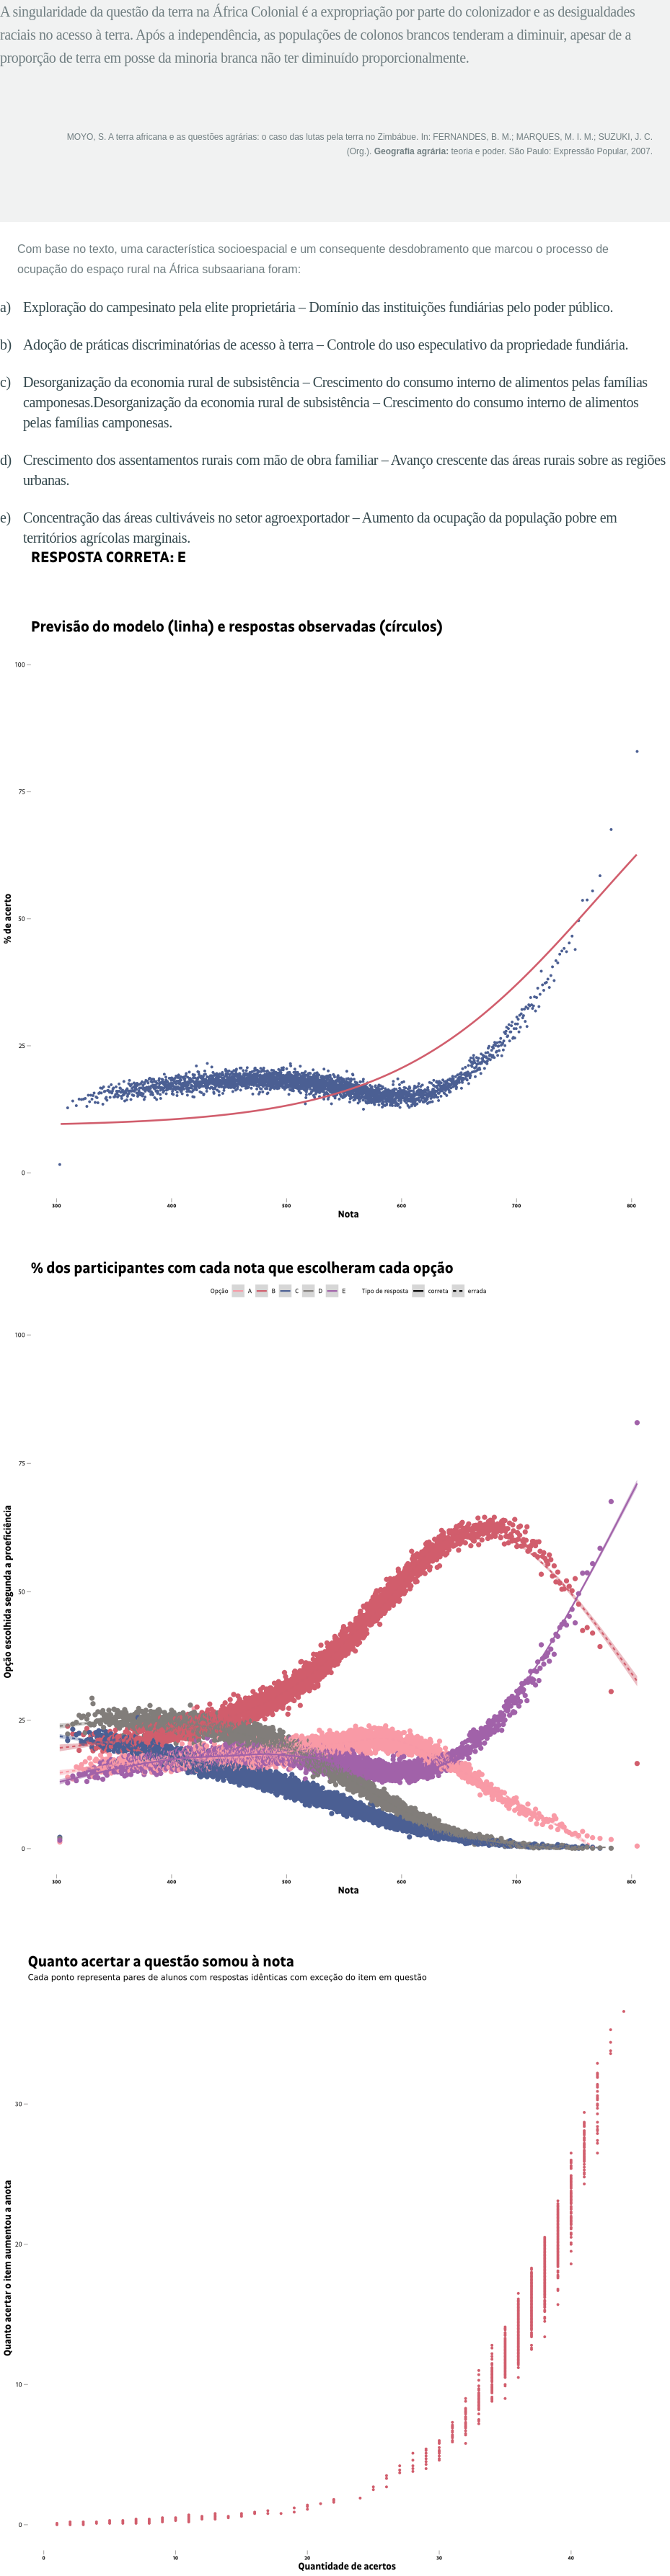 A singularidade da questão da terra na África Colonial é a expropriação por parte do colonizador e as desigualdades
raciais no acesso à terra. Após a independência, as populações de colonos brancos tenderam a diminuir, apesar de a
proporção de terra em posse da minoria branca não ter diminuído proporcionalmente.
MOYO, S. A terra africana e as questões agrárias: o caso das lutas pela terra no Zimbábue. In: FERNANDES, B. M.; MARQUES, M. I. M.; SUZUKI, J. C.
(Org.). Geografia agrária: teoria e poder. São Paulo: Expressão Popular, 2007.
Com base no texto, uma característica socioespacial e um consequente desdobramento que marcou o processo de
ocupação do espaço rural na África subsaariana foram:
a) Exploração do campesinato pela elite proprietária – Domínio das instituições fundiárias pelo poder público.
b) Adoção de práticas discriminatórias de acesso à terra – Controle do uso especulativo da propriedade fundiária.
c) Desorganização da economia rural de subsistência – Crescimento do consumo interno de alimentos pelas famílias
camponesas.Desorganização da economia rural de subsistência – Crescimento do consumo interno de alimentos
pelas famílias camponesas.
d) Crescimento dos assentamentos rurais com mão de obra familiar – Avanço crescente das áreas rurais sobre as regiões
urbanas.
e) Concentração das áreas cultiváveis no setor agroexportador – Aumento da ocupação da população pobre em
territórios agrícolas marginais.
RESPOSTA CORRETA: E
Previsão do modelo (linha) e respostas observadas (círculos)
100
75
50
25
0
% de acerto
300 400 500 600 700 800
Nota
% dos participantes com cada nota que escolheram cada opção
Opção A B C D E Tipo de resposta correta errada
100
75
50
25
0
Opção escolhida segunda a proeficiência
300 400 500 600 700 800
Nota
Quanto acertar a questão somou à nota
Cada ponto representa pares de alunos com respostas idênticas com exceção do item em questão
30
20
10
0
Quanto acertar o item aumentou a anota
0 10 20 30 40
Quantidade de acertos